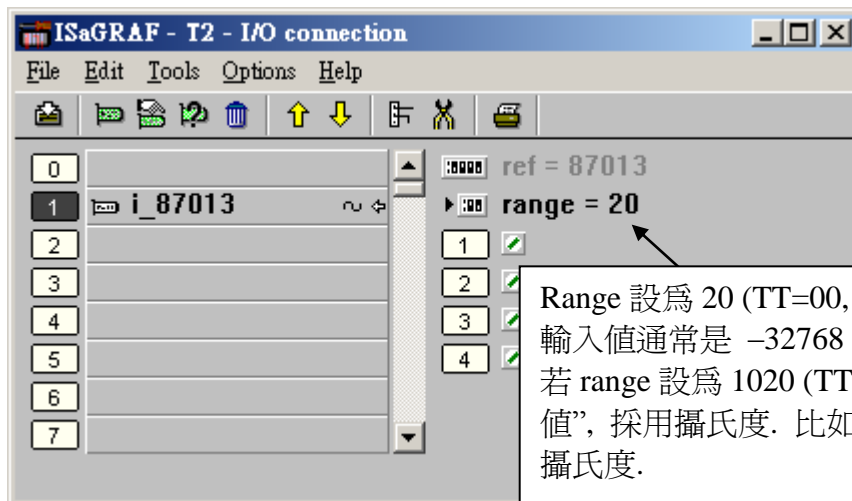 ISaGRAF - T2 - I/O connection
File Edit Tools Options Help
0
1 i_87013
2
3
4
5
6
7
ref = 87013
range = 20
1
2
3
4
Range 設為 20 (TT=00,
輸入值通常是 –32768
若 range 設為 1020 (TT
值”, 採用攝氏度. 比如
攝氏度.